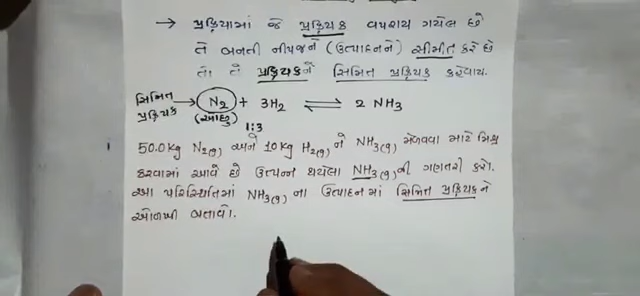 → પ્રક્રિયામાં જે પ્રક્રિયક વપરાય ગયેલ છે
તે બનતી નીપજને (ઉત્પાદનને) સીમીત કરે છે
તો તે પ્રક્રિયકને સિમિત પ્રક્રિયક કહેવાય.
સિમિત પ્રક્રિયક → N2 + 3H2 ⇌ 2 NH3
(ઓછુ)
1:3
50.0 kg N2(g) અને 10 kg H2(g) ને NH3(g) મેળવવા માટે મિશ્ર
કરવામાં આવે છે ઉત્પન્ન થયેલા NH3(g) ની ગણતરી કરો.
આ પરિસ્થિતિમાં NH3(g) ના ઉત્પાદનમાં સિમિત પ્રક્રિયકને
ઓળખી બતાવો.